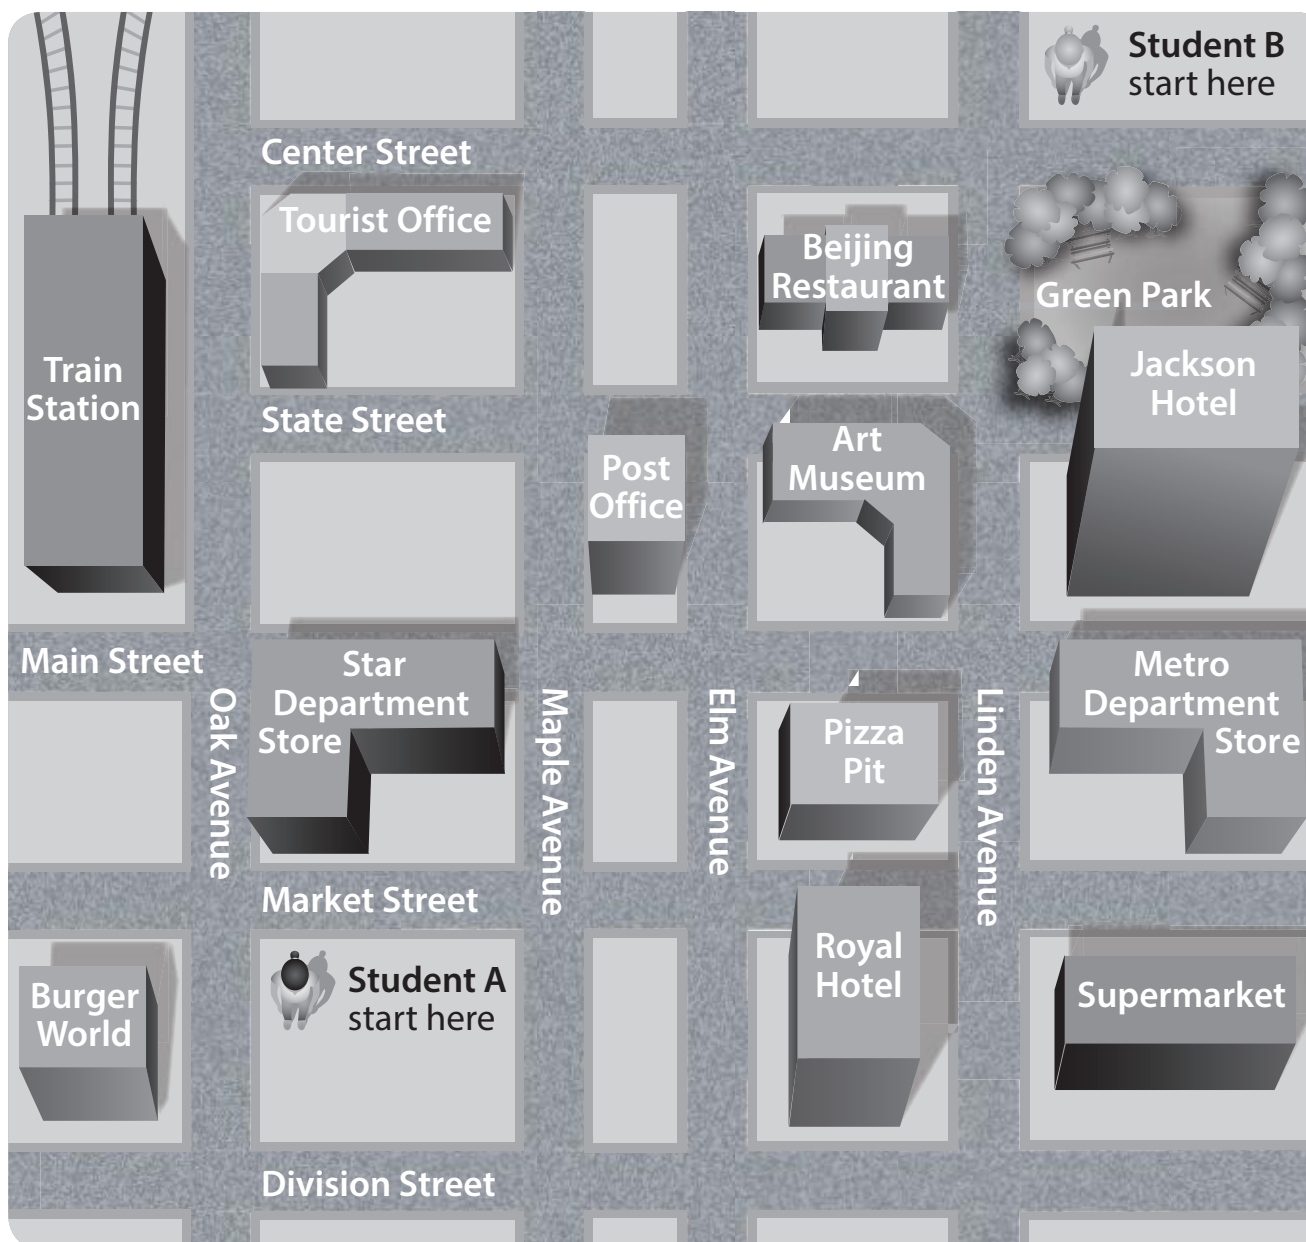 Student B
start here
Center Street
Tourist Office
Beijing
Restaurant
Green Park
Train
Station
Jackson
Hotel
State Street
Post
Office
Art
Museum
Main Street
Star
Department
Store
Metro
Department
Store
Oak Avenue
Maple Avenue
Elm Avenue
Linden Avenue
Pizza
Pit
Market Street
Burger
World
Student A
start here
Royal
Hotel
Supermarket
Division Street